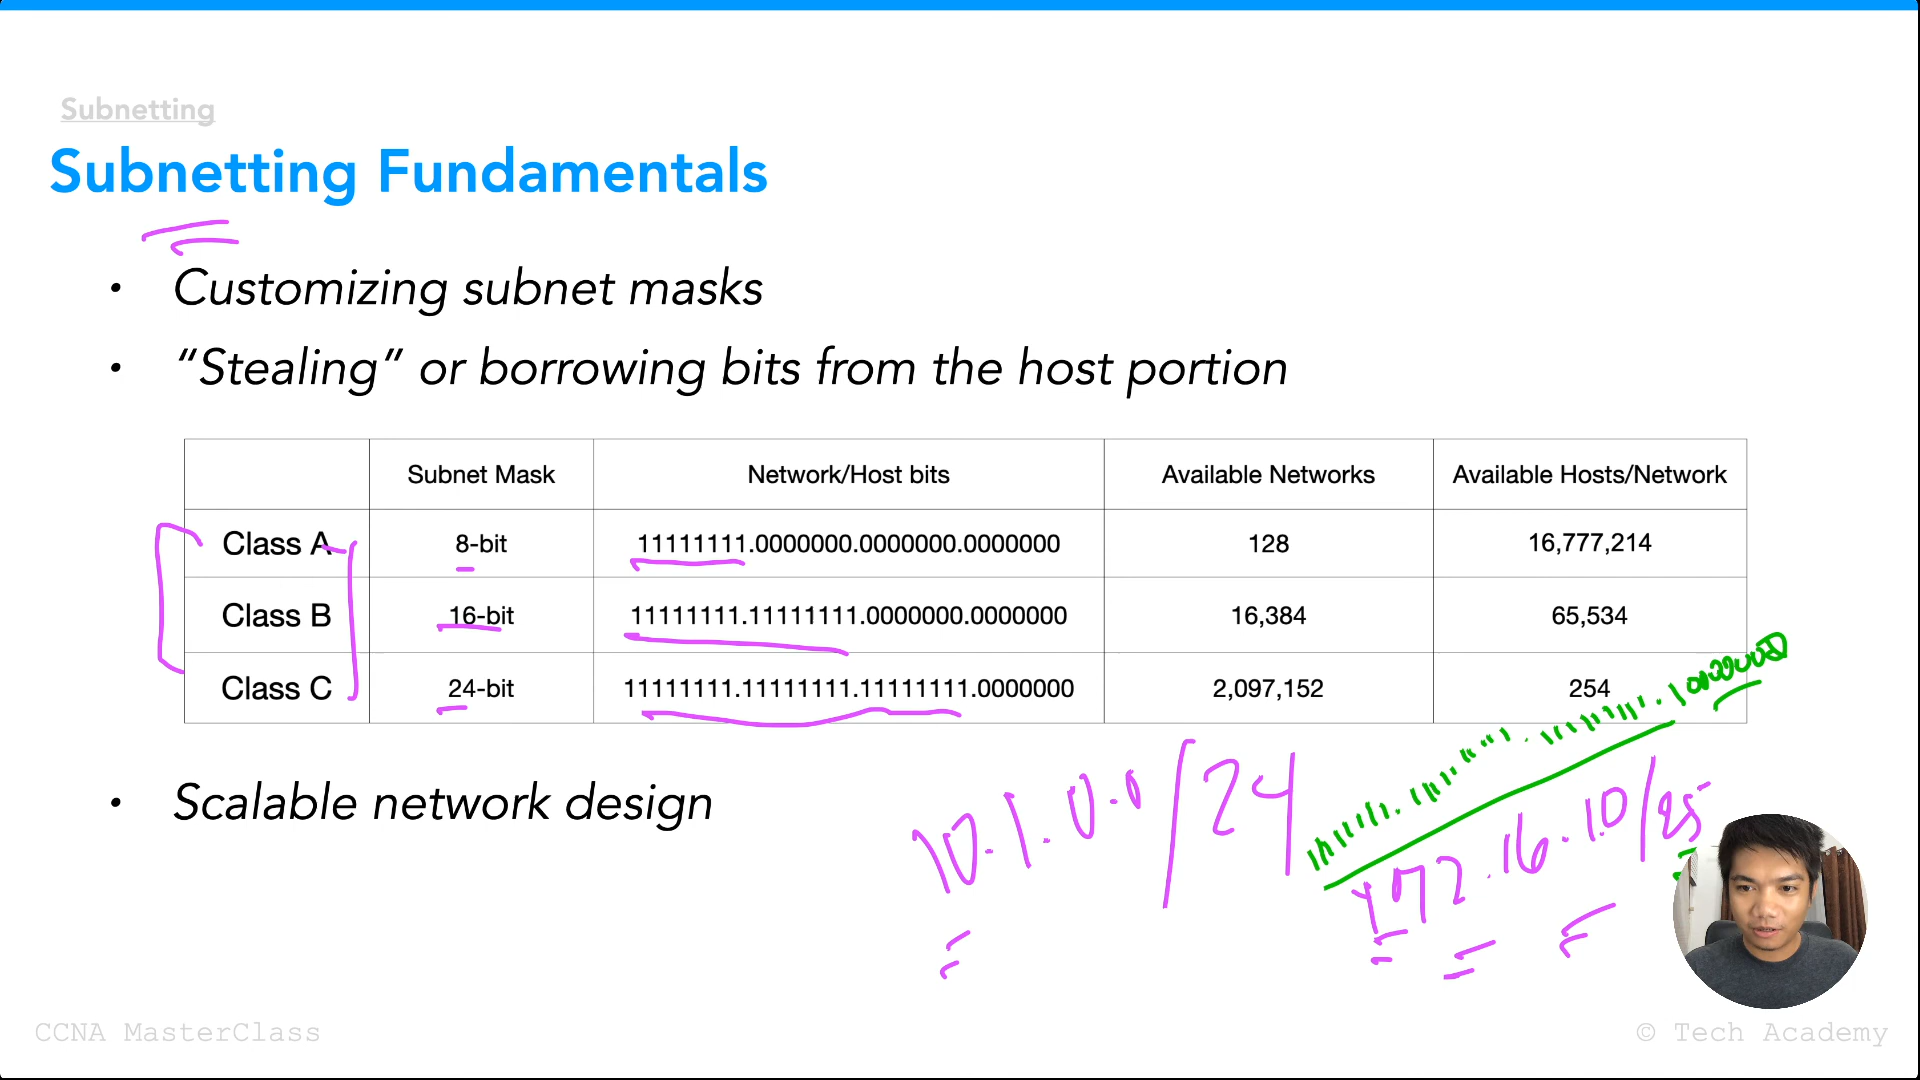 Subnetting
Subnetting Fundamentals
• Customizing subnet masks
• “Stealing” or borrowing bits from the host portion
Subnet Mask Network/Host bits Available Networks Available Hosts/Network
Class A 8-bit 11111111.0000000.0000000.0000000 128 16,777,214
Class B 16-bit 11111111.11111111.0000000.0000000 16,384 65,534
Class C 24-bit 11111111.11111111.11111111.0000000 2,097,152 254
• Scalable network design
10.1.0.0/24
172.16.1.0/25
CCNA MasterClass
© Tech Academy